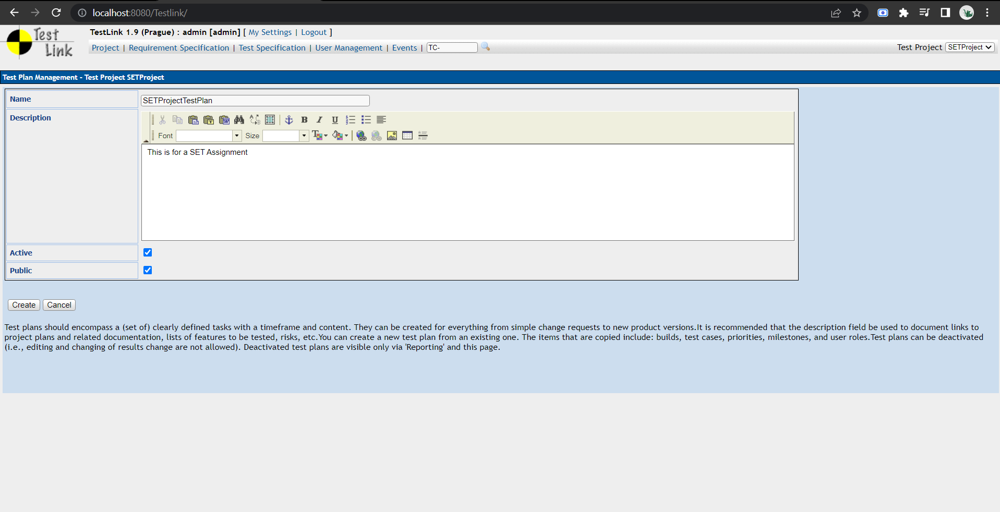 localhost:8080/Testlink/
Test Link
TestLink 1.9 (Prague) : admin [admin] [ My Settings | Logout ]
Project | Requirement Specification | Test Specification | User Management | Events | TC-
Test Project SETProject
Test Plan Management - Test Project SETProject
Name
SETProjectTestPlan
Description
B I U
Font
Size
This is for a SET Assignment
Active
Public
Create Cancel
Test plans should encompass a (set of) clearly defined tasks with a timeframe and content. They can be created for everything from simple change requests to new product versions.It is recommended that the description field be used to document links to
project plans and related documentation, lists of features to be tested, risks, etc.You can create a new test plan from an existing one. The items that are copied include: builds, test cases, priorities, milestones, and user roles.Test plans can be deactivated
(i.e., editing and changing of results change are not allowed). Deactivated test plans are visible only via 'Reporting' and this page.